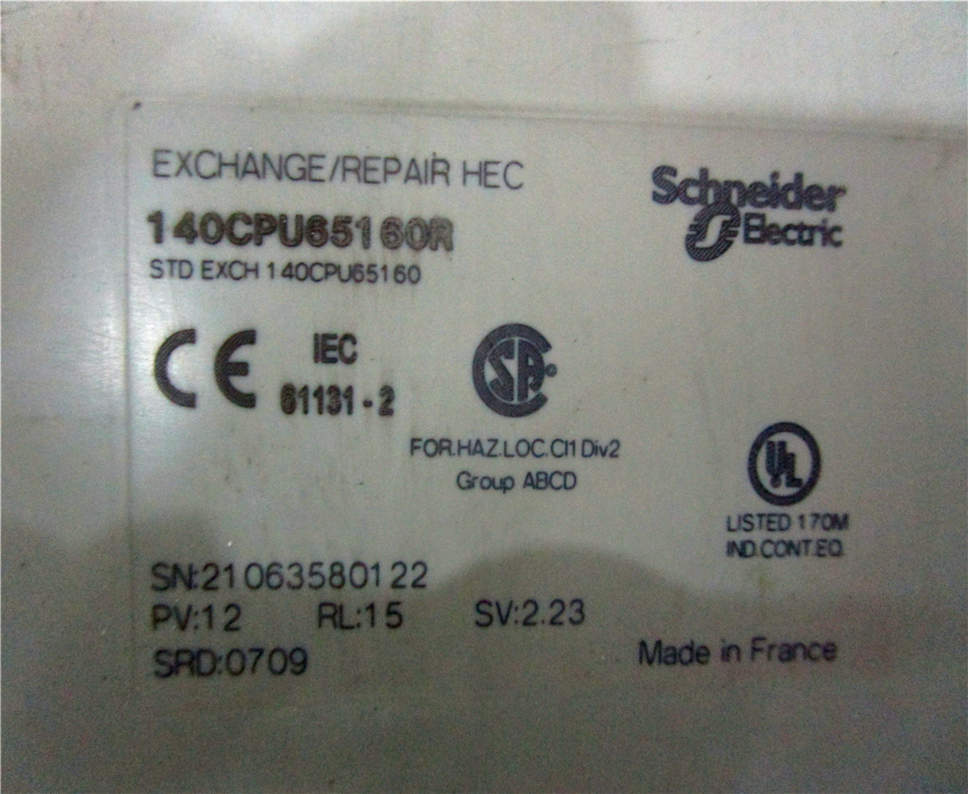 EXCHANGE/REPAIR HEC
Schneider
Electric
140CPU65160R
STD EXCH 140CPU65160
CE
IEC
61131-2
SA
FOR.HAZ.LOC.Cl1 Div2
Group ABCD
UL
LISTED 170M
IND.CONT.EQ.
SN:21063580122
PV:12 RL:15 SV:2.23
SRD:0709
Made in France